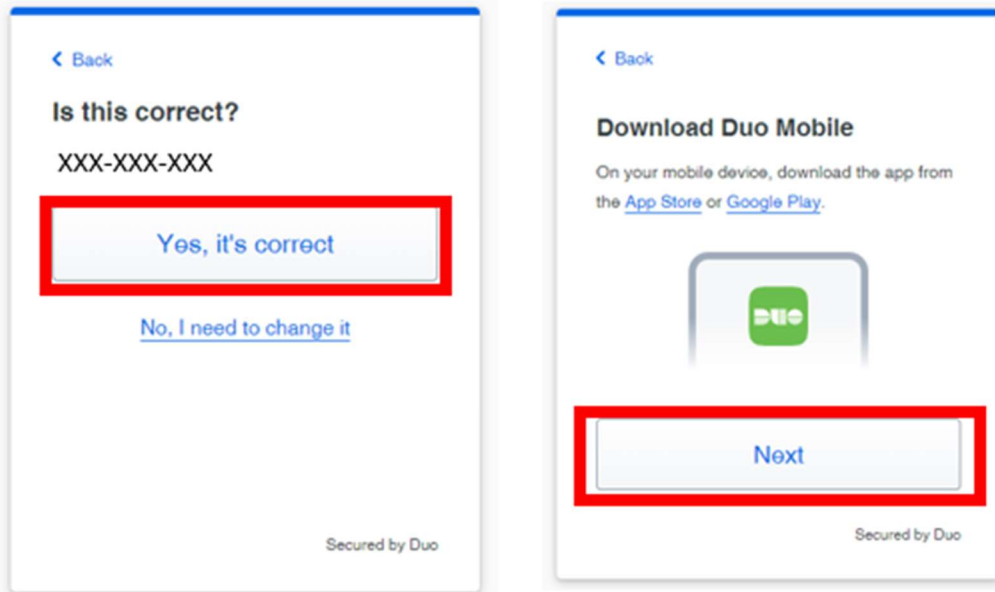 Back
Is this correct?
XXX-XXX-XXX
Yes, it's correct
No, I need to change it
Secured by Duo
Back
Download Duo Mobile
On your mobile device, download the app from
the App Store or Google Play.
DUO
Next
Secured by Duo